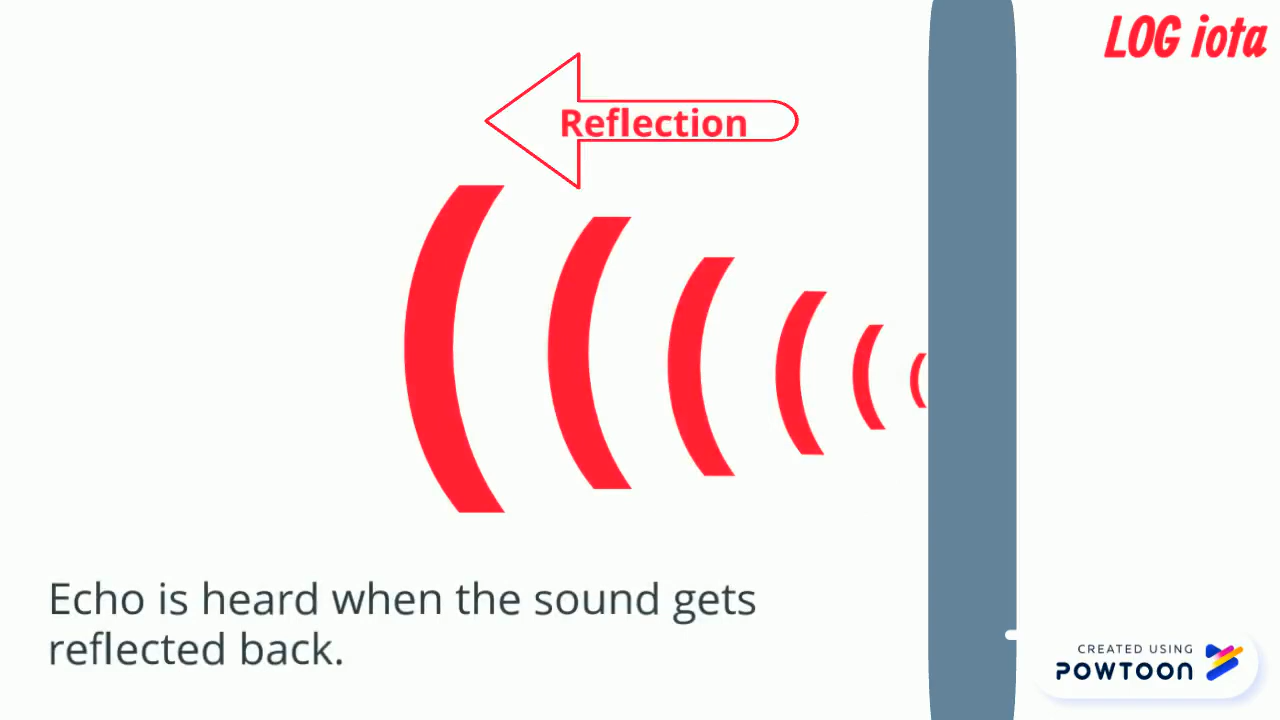 LOG iota
Reflection
Echo is heard when the sound gets
reflected back.
CREATED USING
POWTOON